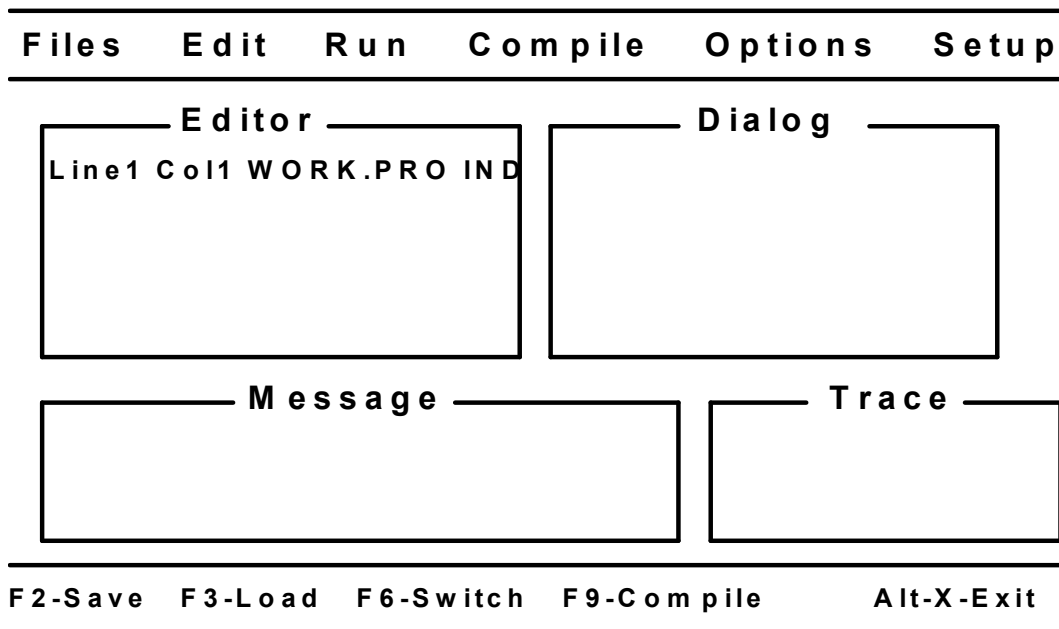 Files Edit Run Compile Options Setup
Editor Dialog
Line1 Col1 WORK.PRO IND
Message Trace
F2-Save F3-Load F6-Switch F9-Compile Alt-X-Exit